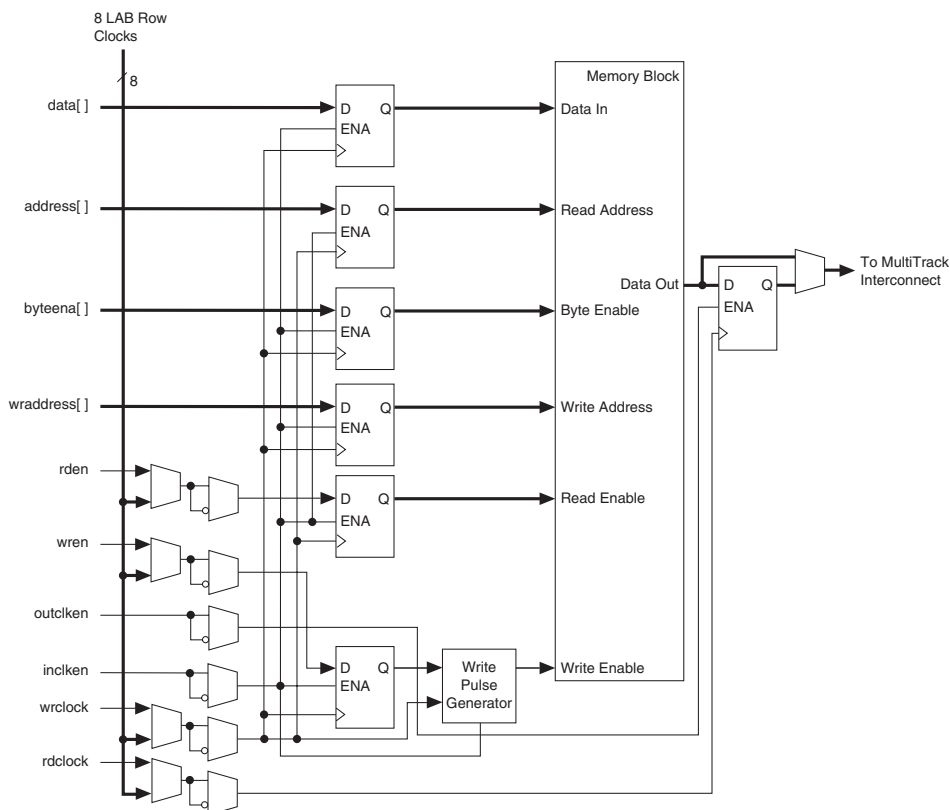 8 LAB Row
Clocks
8
data[ ]
D Q
ENA
Memory Block
Data In
address[ ]
D Q
ENA
Read Address
To MultiTrack
Interconnect
Data Out
D Q
ENA
byteena[ ]
D Q
ENA
Byte Enable
wraddress[ ]
D Q
ENA
Write Address
rden
D Q
ENA
Read Enable
wren
outclken
inclken
D Q
ENA
Write
Pulse
Generator
Write Enable
wrclock
rdclock